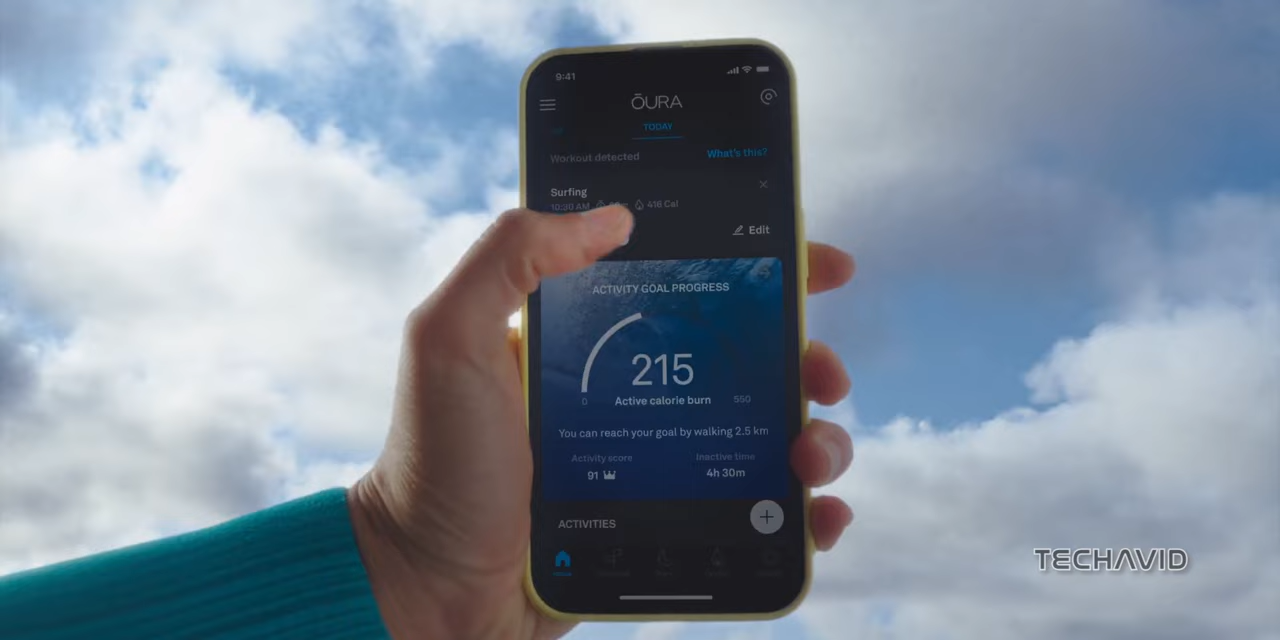 9:41
ŌURA
TODAY
Workout detected What's this?
Surfing
10:30 AM 416 Cal
Edit
ACTIVITY GOAL PROGRESS
215
0 Active calorie burn 550
You can reach your goal by walking 2.5 km
Activity score Inactive time
91 4h 30m
ACTIVITIES
TECHAVID